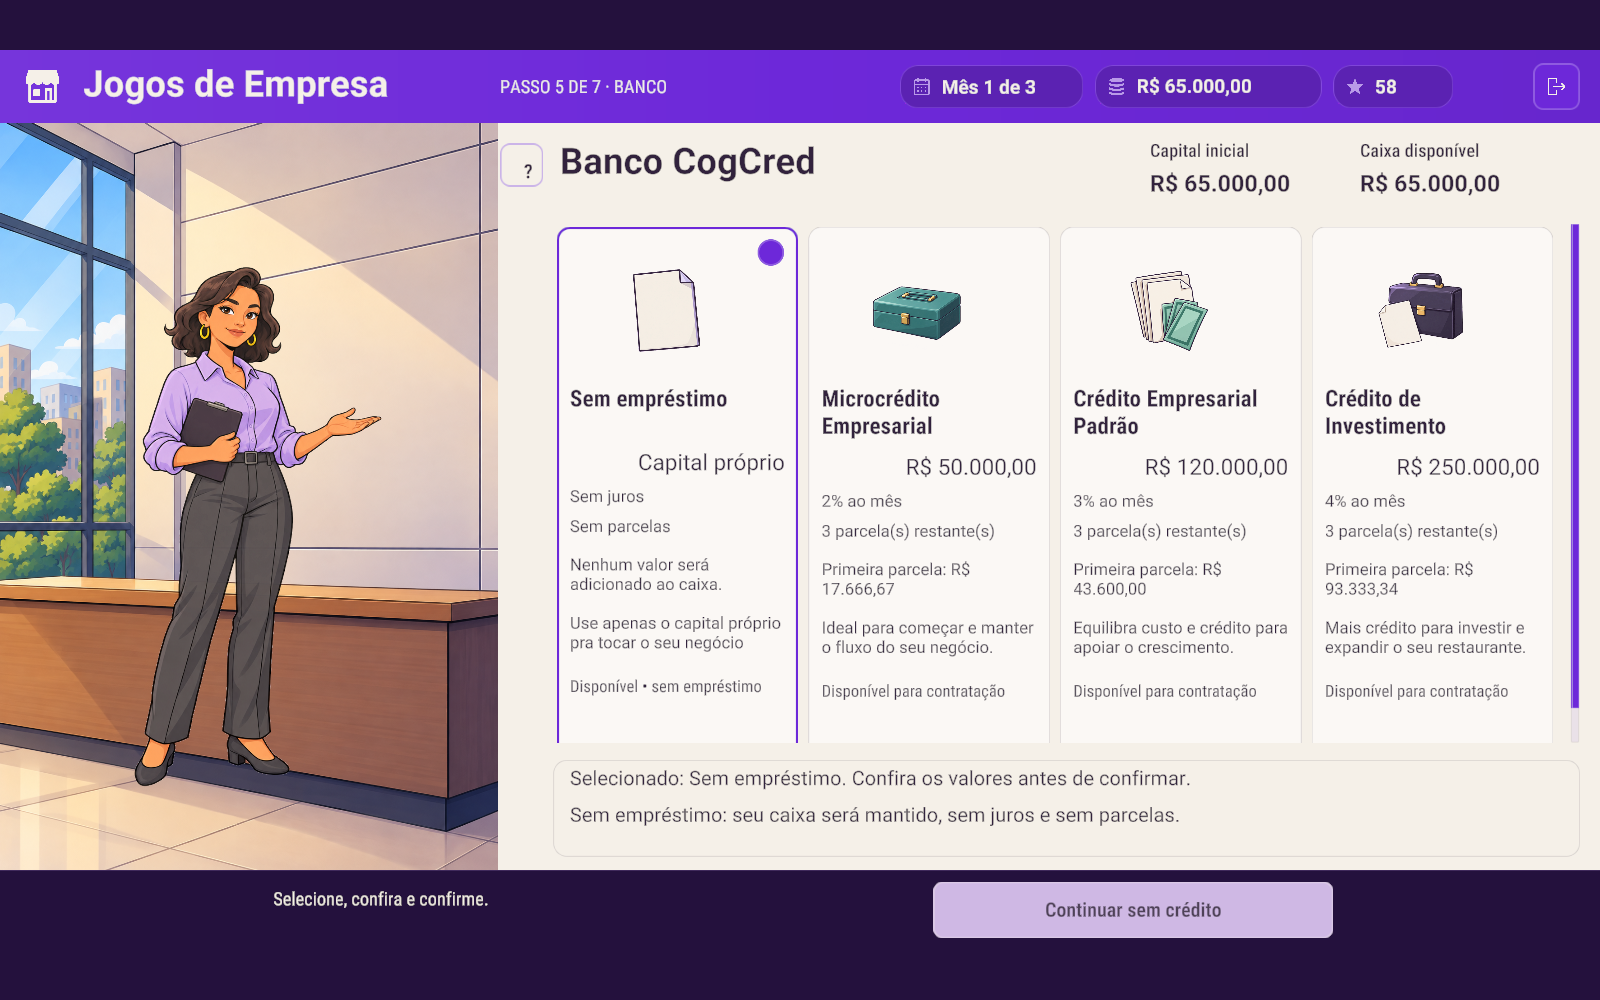 Jogos de Empresa
PASSO 5 DE 7 · BANCO
Mês 1 de 3
R$ 65.000,00
58
?
Banco CogCred
Capital inicial
R$ 65.000,00
Caixa disponível
R$ 65.000,00
Sem empréstimo
Capital próprio
Sem juros
Sem parcelas
Nenhum valor será
adicionado ao caixa.
Use apenas o capital próprio
pra tocar o seu negócio
Disponível • sem empréstimo
Microcrédito
Empresarial
R$ 50.000,00
2% ao mês
3 parcela(s) restante(s)
Primeira parcela: R$
17.666,67
Ideal para começar e manter
o fluxo do seu negócio.
Disponível para contratação
Crédito Empresarial
Padrão
R$ 120.000,00
3% ao mês
3 parcela(s) restante(s)
Primeira parcela: R$
43.600,00
Equilibra custo e crédito para
apoiar o crescimento.
Disponível para contratação
Crédito de
Investimento
R$ 250.000,00
4% ao mês
3 parcela(s) restante(s)
Primeira parcela: R$
93.333,34
Mais crédito para investir e
expandir o seu restaurante.
Disponível para contratação
Selecionado: Sem empréstimo. Confira os valores antes de confirmar.
Sem empréstimo: seu caixa será mantido, sem juros e sem parcelas.
Selecione, confira e confirme.
Continuar sem crédito